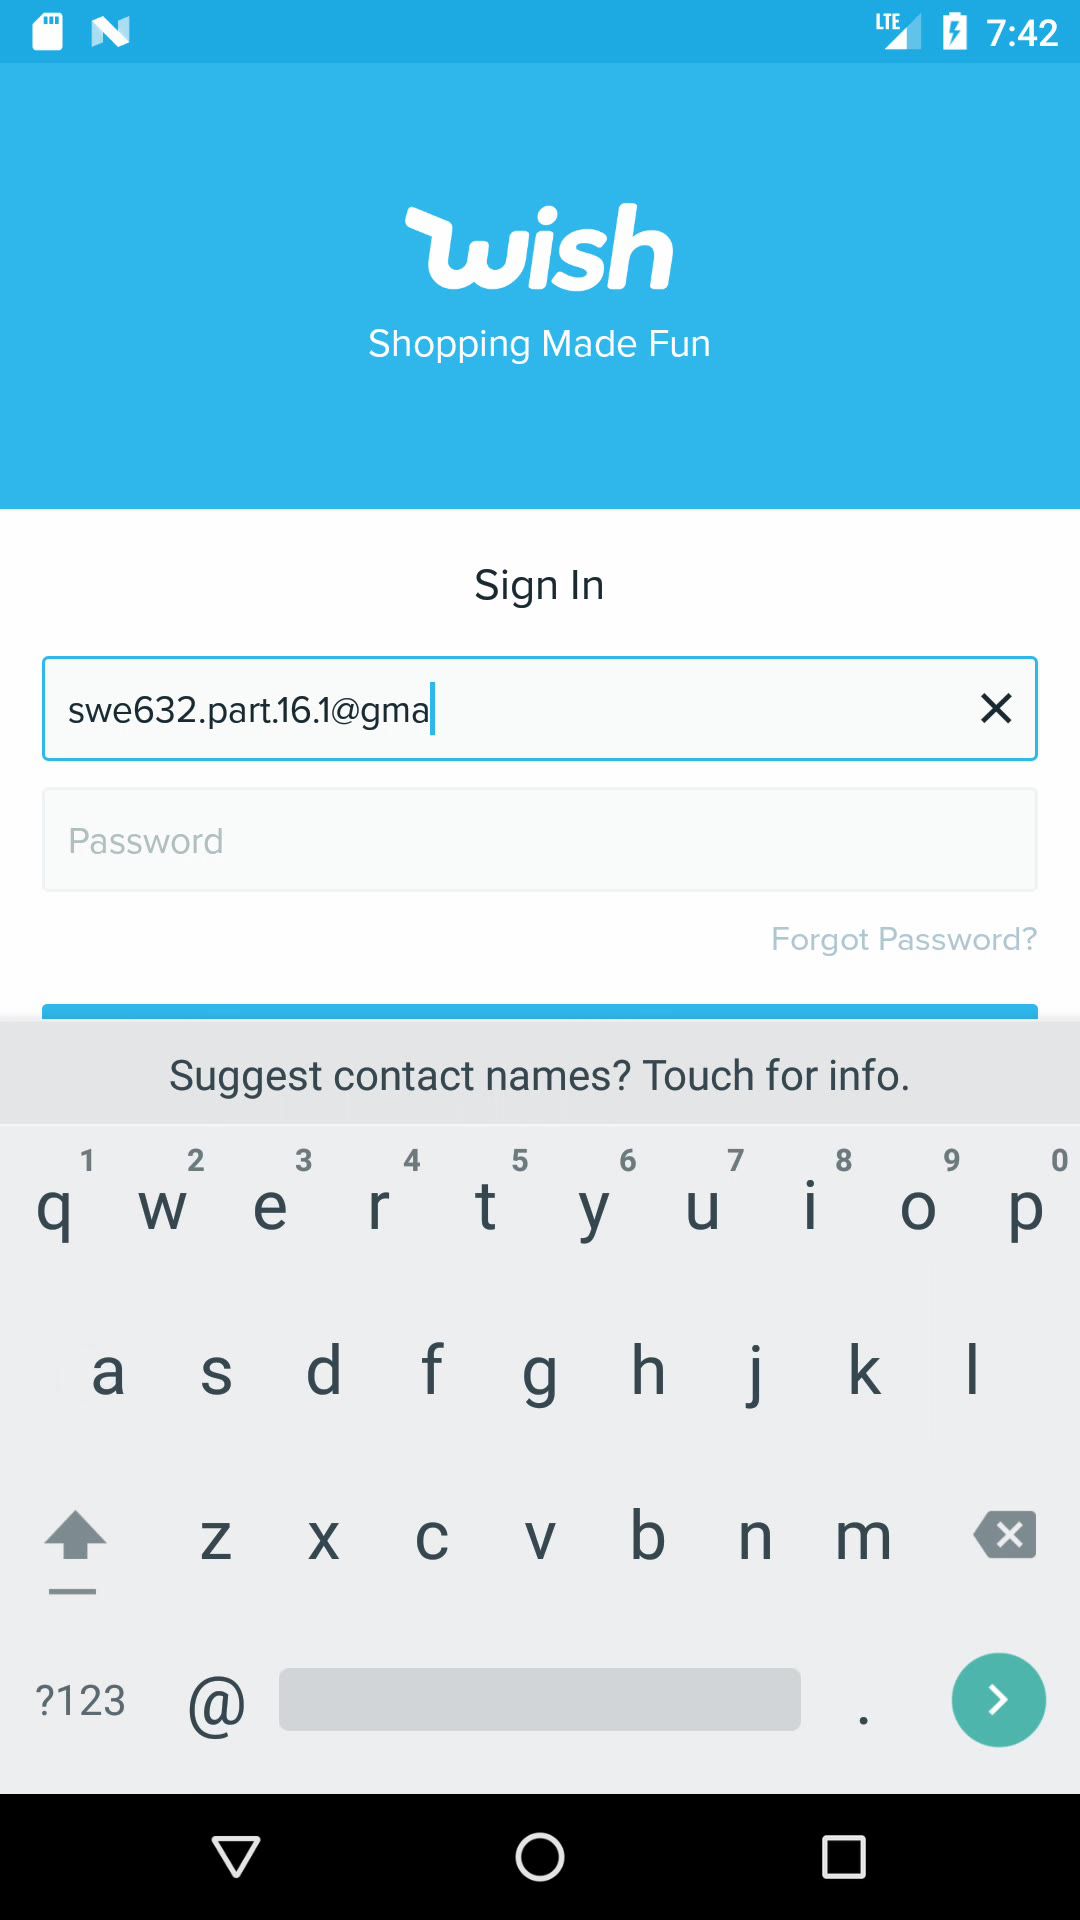 LTE 7:42
wish
Shopping Made Fun
Sign In
swe632.part.16.1@gma
Password
Forgot Password?
Suggest contact names? Touch for info.
1 2 3 4 5 6 7 8 9 0
q w e r t y u i o p
a s d f g h j k l
z x c v b n m
?123 @ .